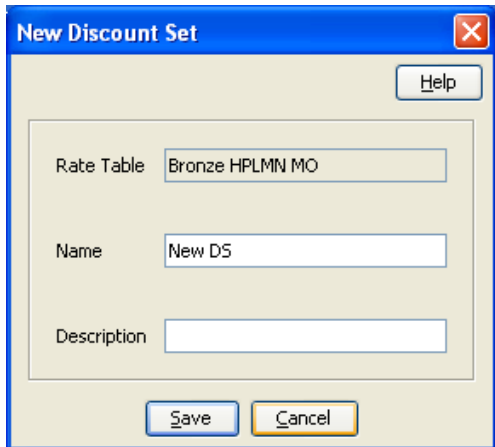 New Discount Set
Help
Rate Table Bronze HPLMN MO
Name New DS
Description
Save Cancel